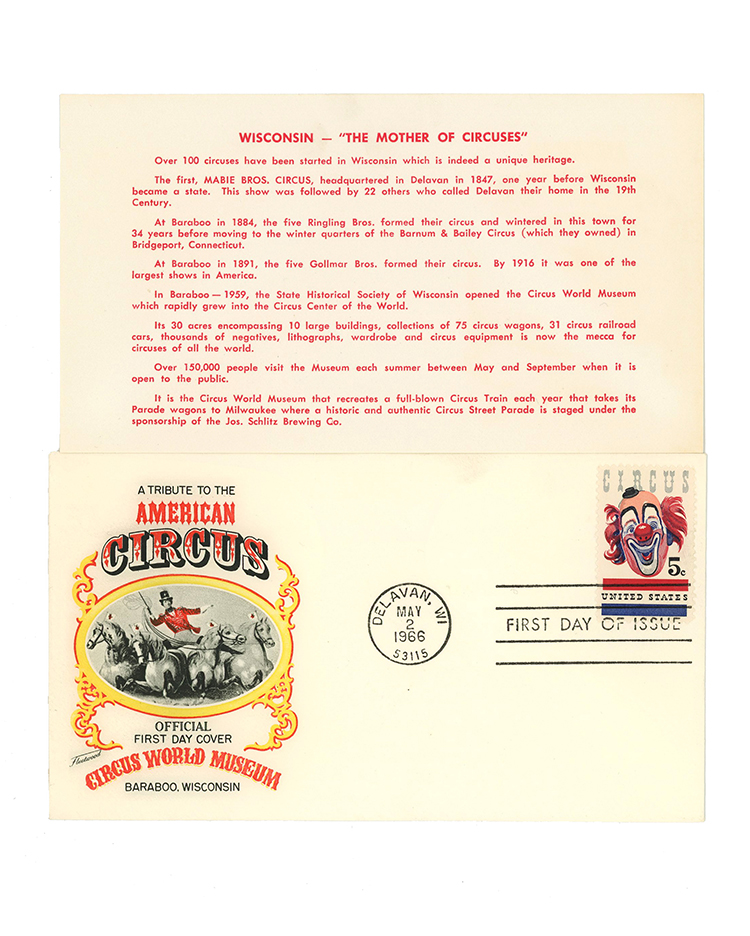 WISCONSIN — "THE MOTHER OF CIRCUSES"
Over 100 circuses have been started in Wisconsin which is indeed a unique heritage.
The first, MABIE BROS. CIRCUS, headquartered in Delavan in 1847, one year before Wisconsin
became a state. This show was followed by 22 others who called Delavan their home in the 19th
Century.
At Baraboo in 1884, the five Ringling Bros. formed their circus and wintered in this town for
34 years before moving to the winter quarters of the Barnum & Bailey Circus (which they owned) in
Bridgeport, Connecticut.
At Baraboo in 1891, the five Gollmar Bros. formed their circus. By 1916 it was one of the
largest shows in America.
In Baraboo — 1959, the State Historical Society of Wisconsin opened the Circus World Museum
which rapidly grew into the Circus Center of the World.
Its 30 acres encompassing 10 large buildings, collections of 75 circus wagons, 31 circus railroad
cars, thousands of negatives, lithographs, wardrobe and circus equipment is now the mecca for
circuses of all the world.
Over 150,000 people visit the Museum each summer between May and September when it is
open to the public.
It is the Circus World Museum that recreates a full-blown Circus Train each year that takes its
Parade wagons to Milwaukee where a historic and authentic Circus Street Parade is staged under the
sponsorship of the Jos. Schlitz Brewing Co.
A TRIBUTE TO THE
AMERICAN
CIRCUS
OFFICIAL
FIRST DAY COVER
Fleetwood
CIRCUS WORLD MUSEUM
BARABOO, WISCONSIN
DELAVAN, WI
MAY
2
1966
53115
CIRCUS
5c
UNITED STATES
FIRST DAY OF ISSUE